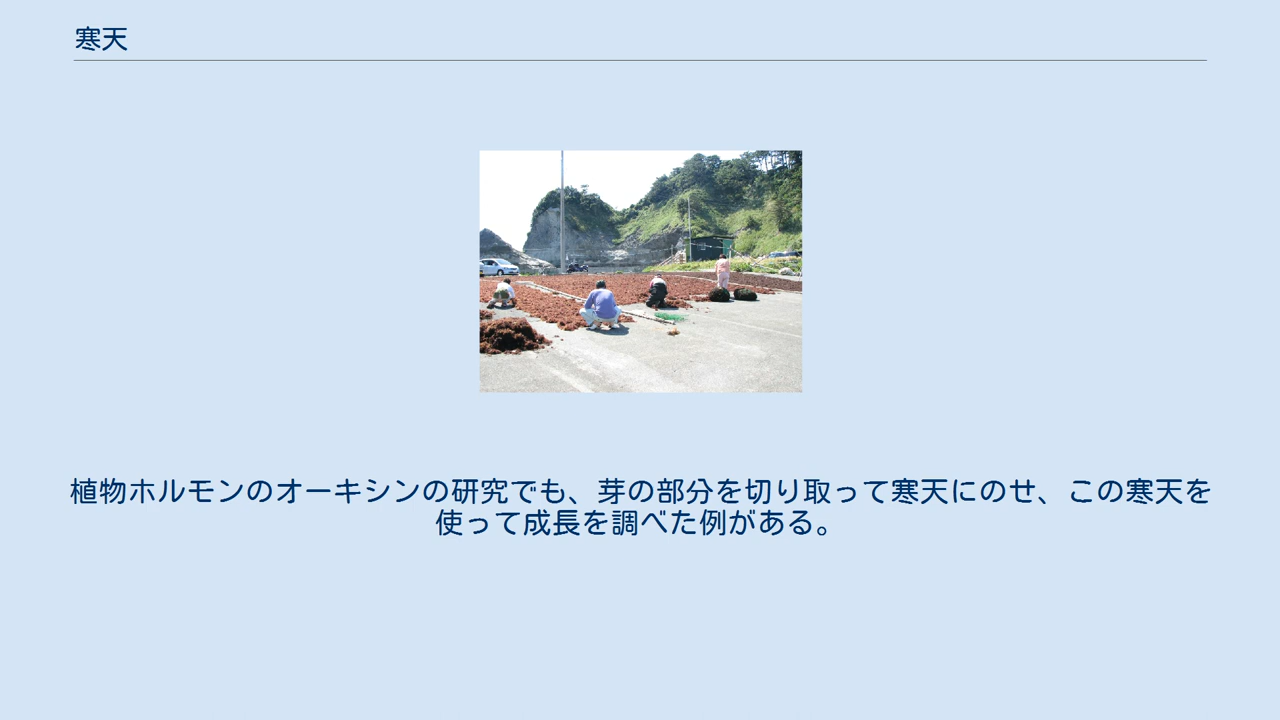 寒天
植物ホルモンのオーキシンの研究でも、芽の部分を切り取って寒天にのせ、この寒天を
使って成長を調べた例がある。